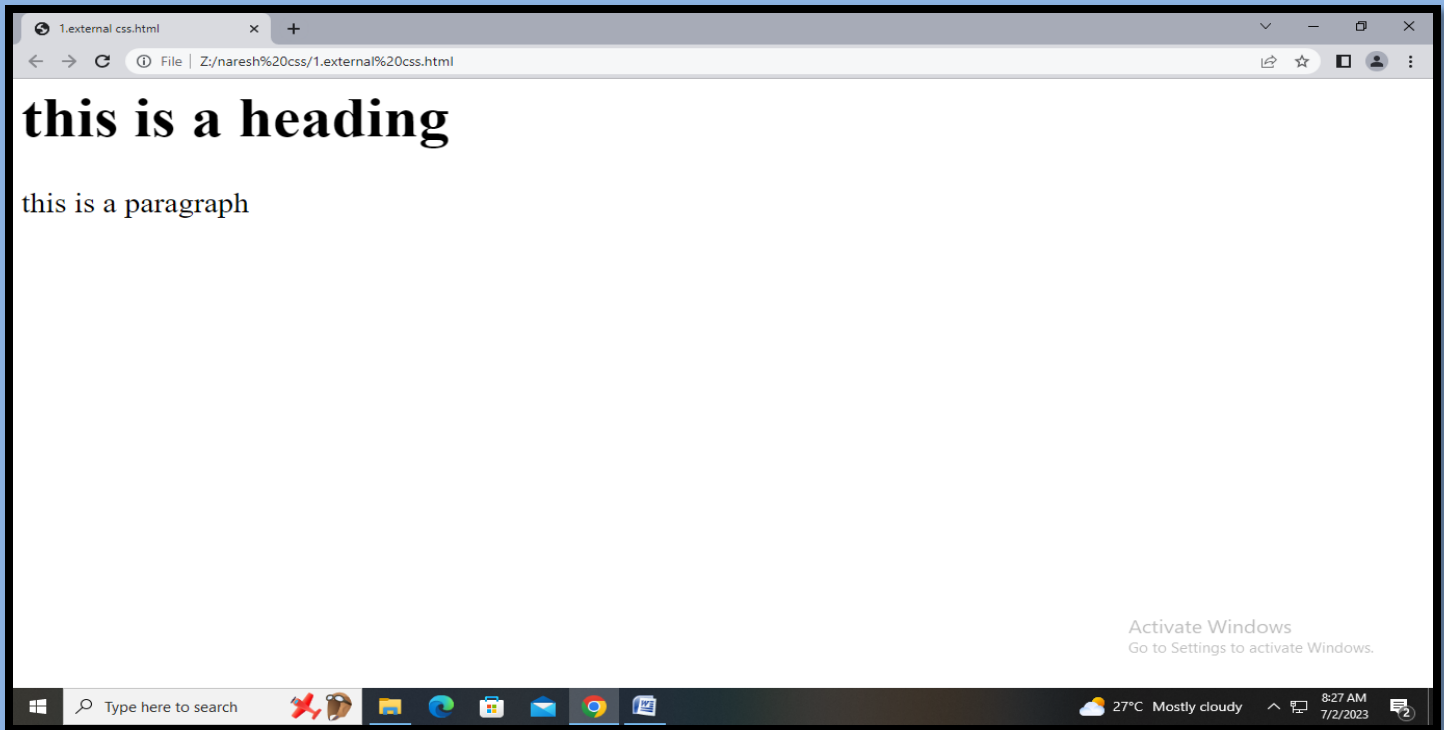 1.external css.html
File Z:/naresh%20css/1.external%20css.html
this is a heading
this is a paragraph
Activate Windows
Go to Settings to activate Windows.
Type here to search
27°C Mostly cloudy
8:27 AM
7/2/2023
2